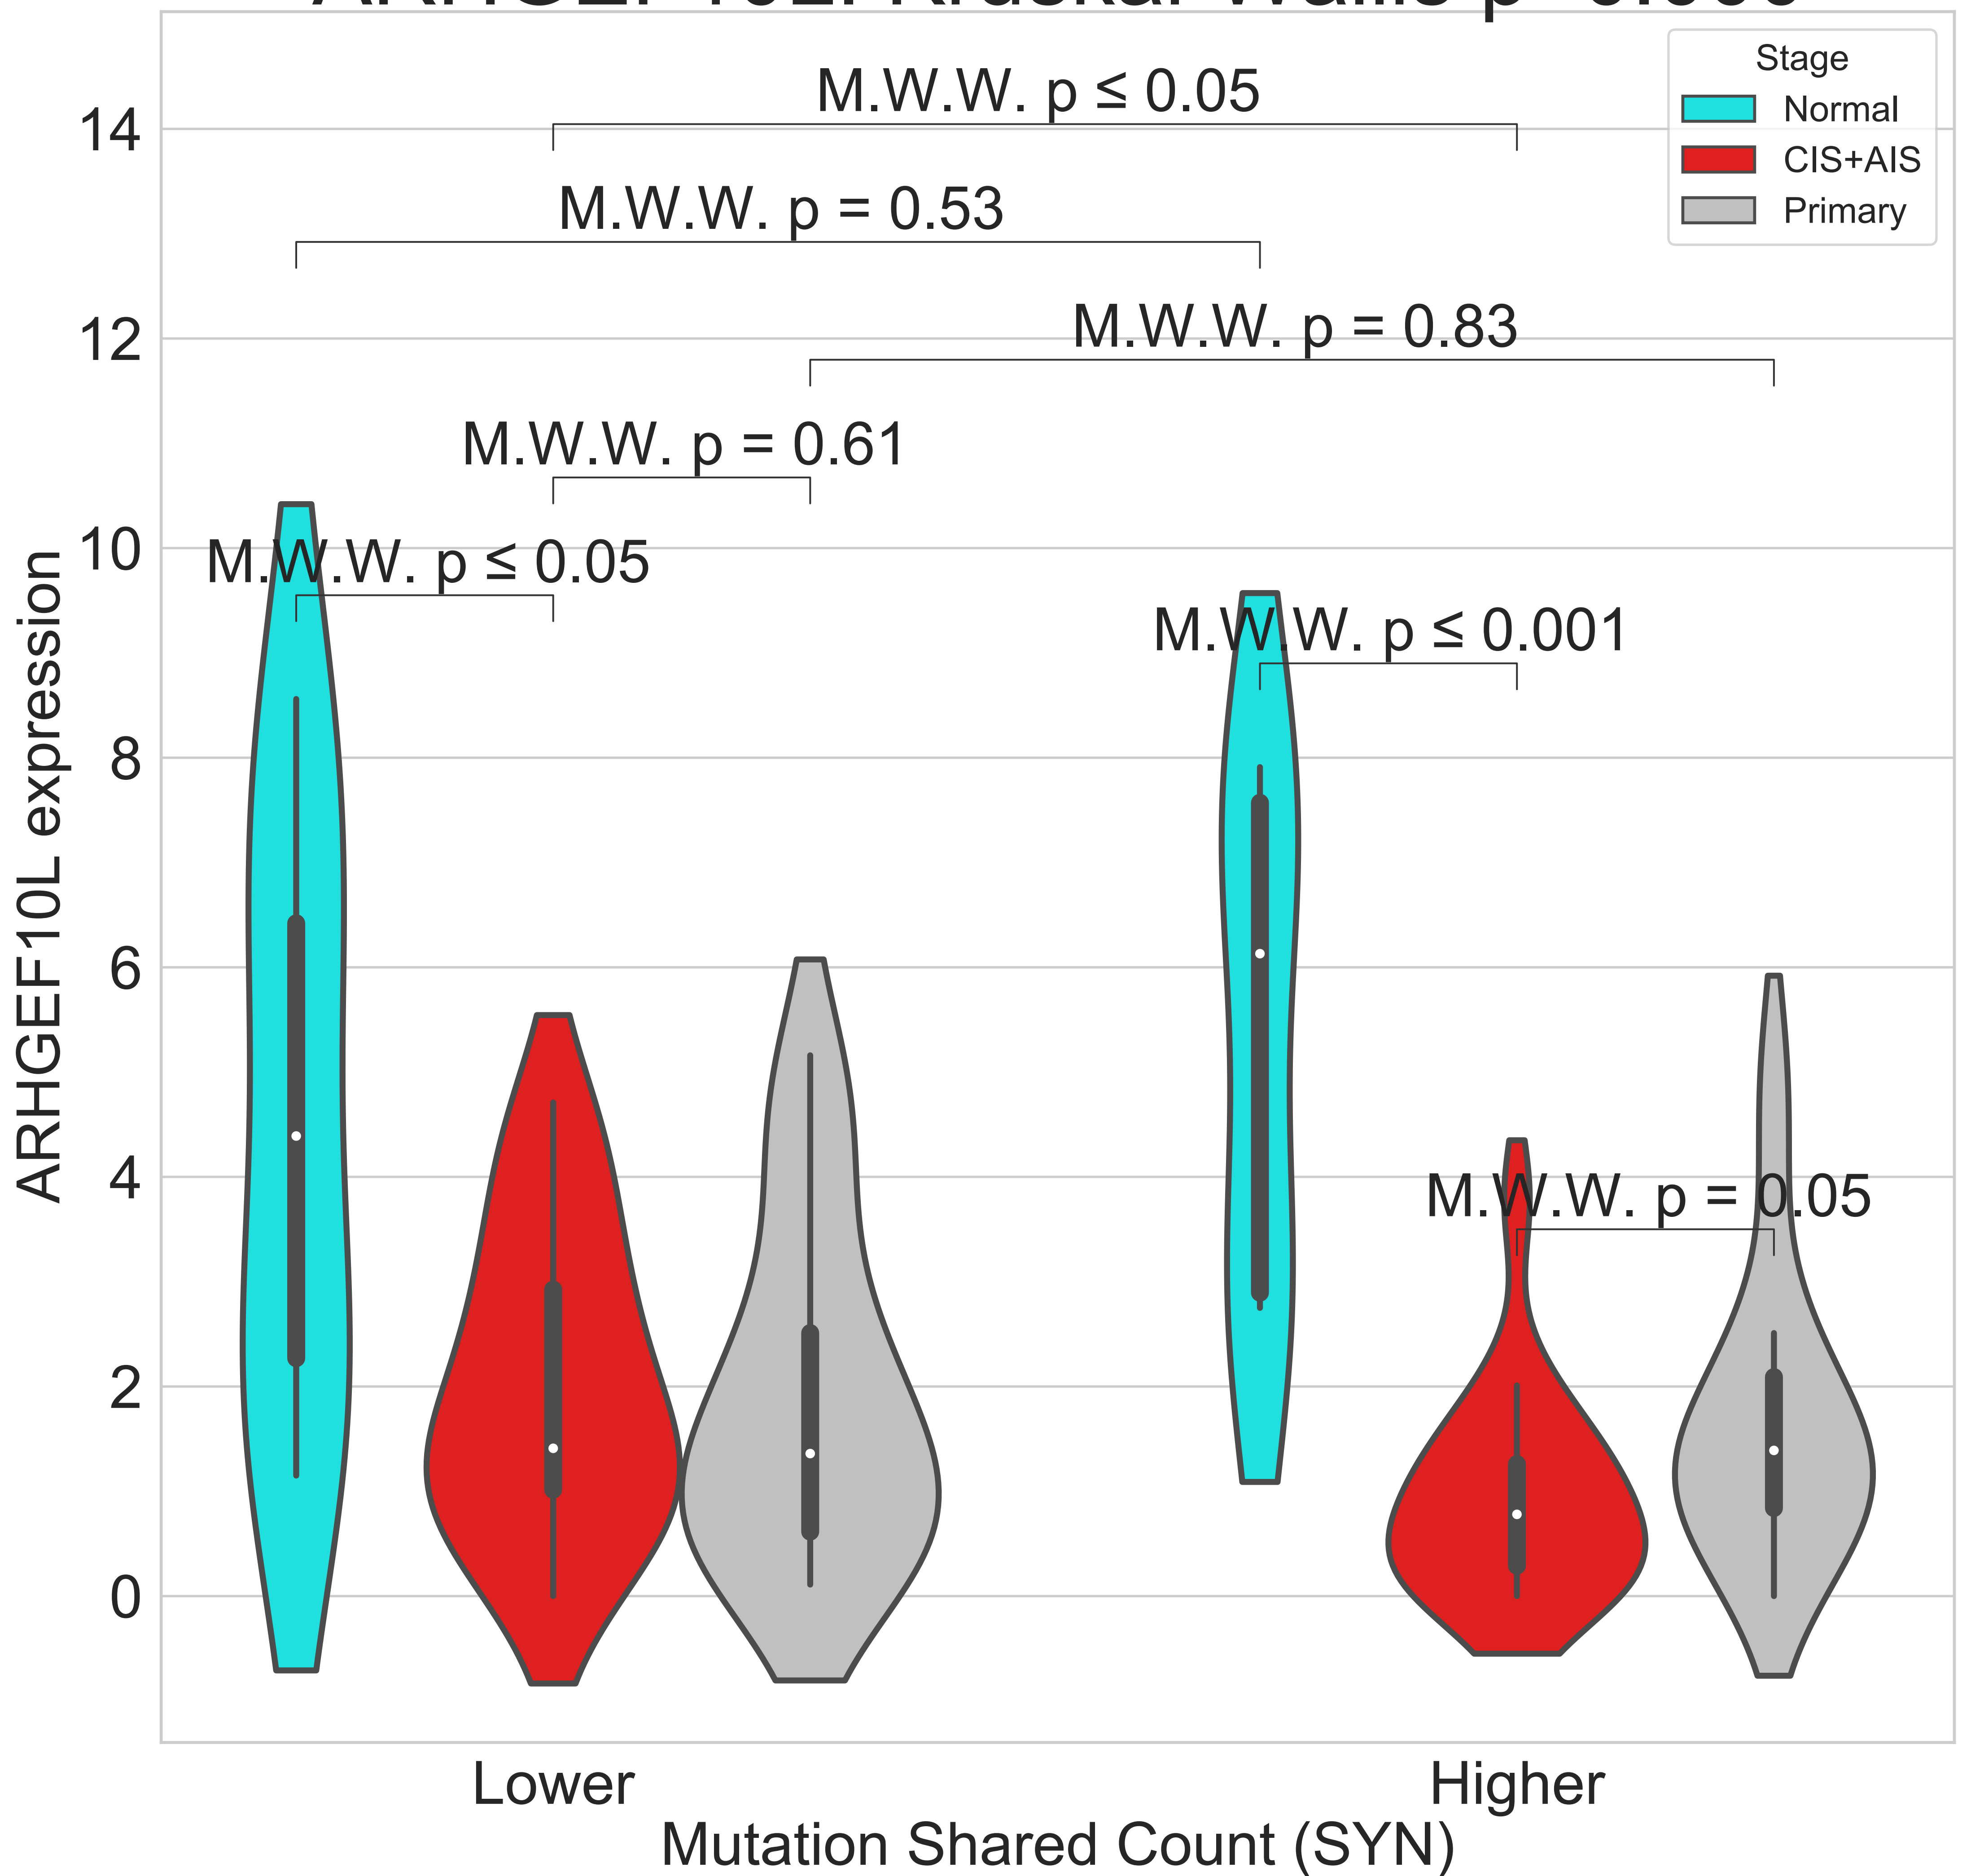 Stage
Normal
CIS+AIS
Primary
M.W.W. p ≤ 0.05
M.W.W. p = 0.53
M.W.W. p = 0.83
M.W.W. p = 0.61
M.W.W. p ≤ 0.05
M.W.W. p ≤ 0.001
M.W.W. p = 0.05
14
12
10
8
6
4
2
0
ARHGEF10L expression
Lower
Higher
Mutation Shared Count (SYN)